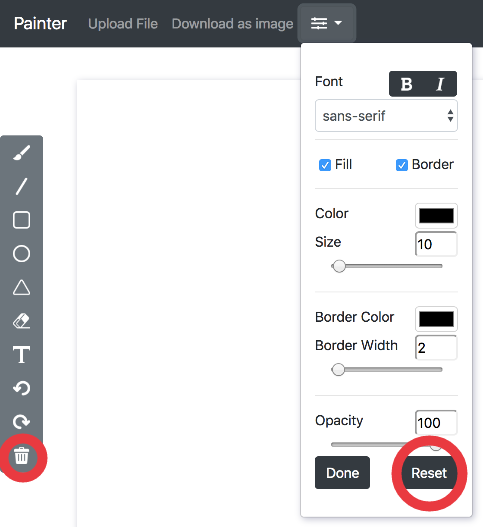 Painter Upload File Download as image
Font B I
sans-serif
Fill Border
Color
Size 10
Border Color
Border Width 2
Opacity 100
Done Reset
T